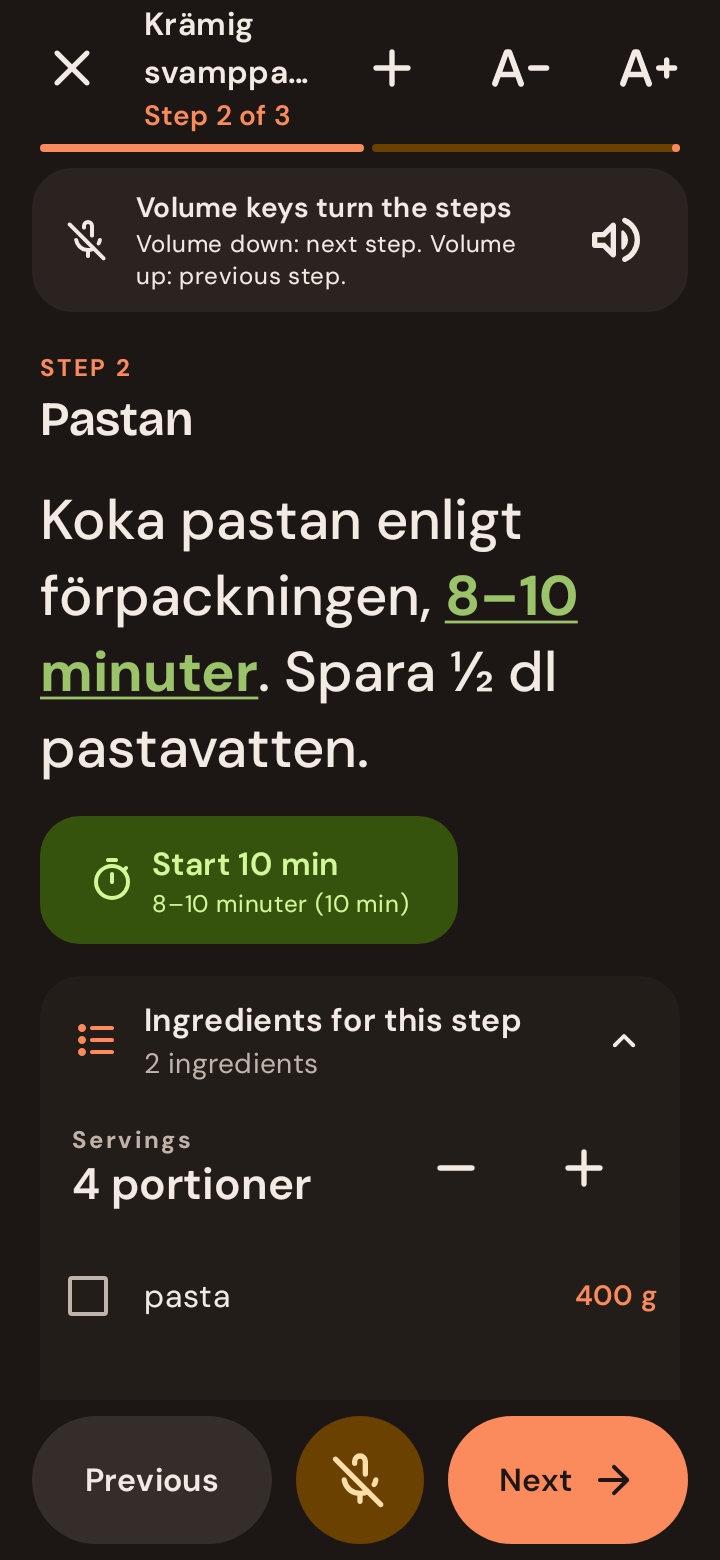 Krämig
svamppa…
Step 2 of 3
A−
A+
Volume keys turn the steps
Volume down: next step. Volume
up: previous step.
STEP 2
Pastan
Koka pastan enligt
förpackningen, 8–10
minuter. Spara ½ dl
pastavatten.
Start 10 min
8–10 minuter (10 min)
Ingredients for this step
2 ingredients
Servings
4 portioner
pasta 400 g
Previous
Next